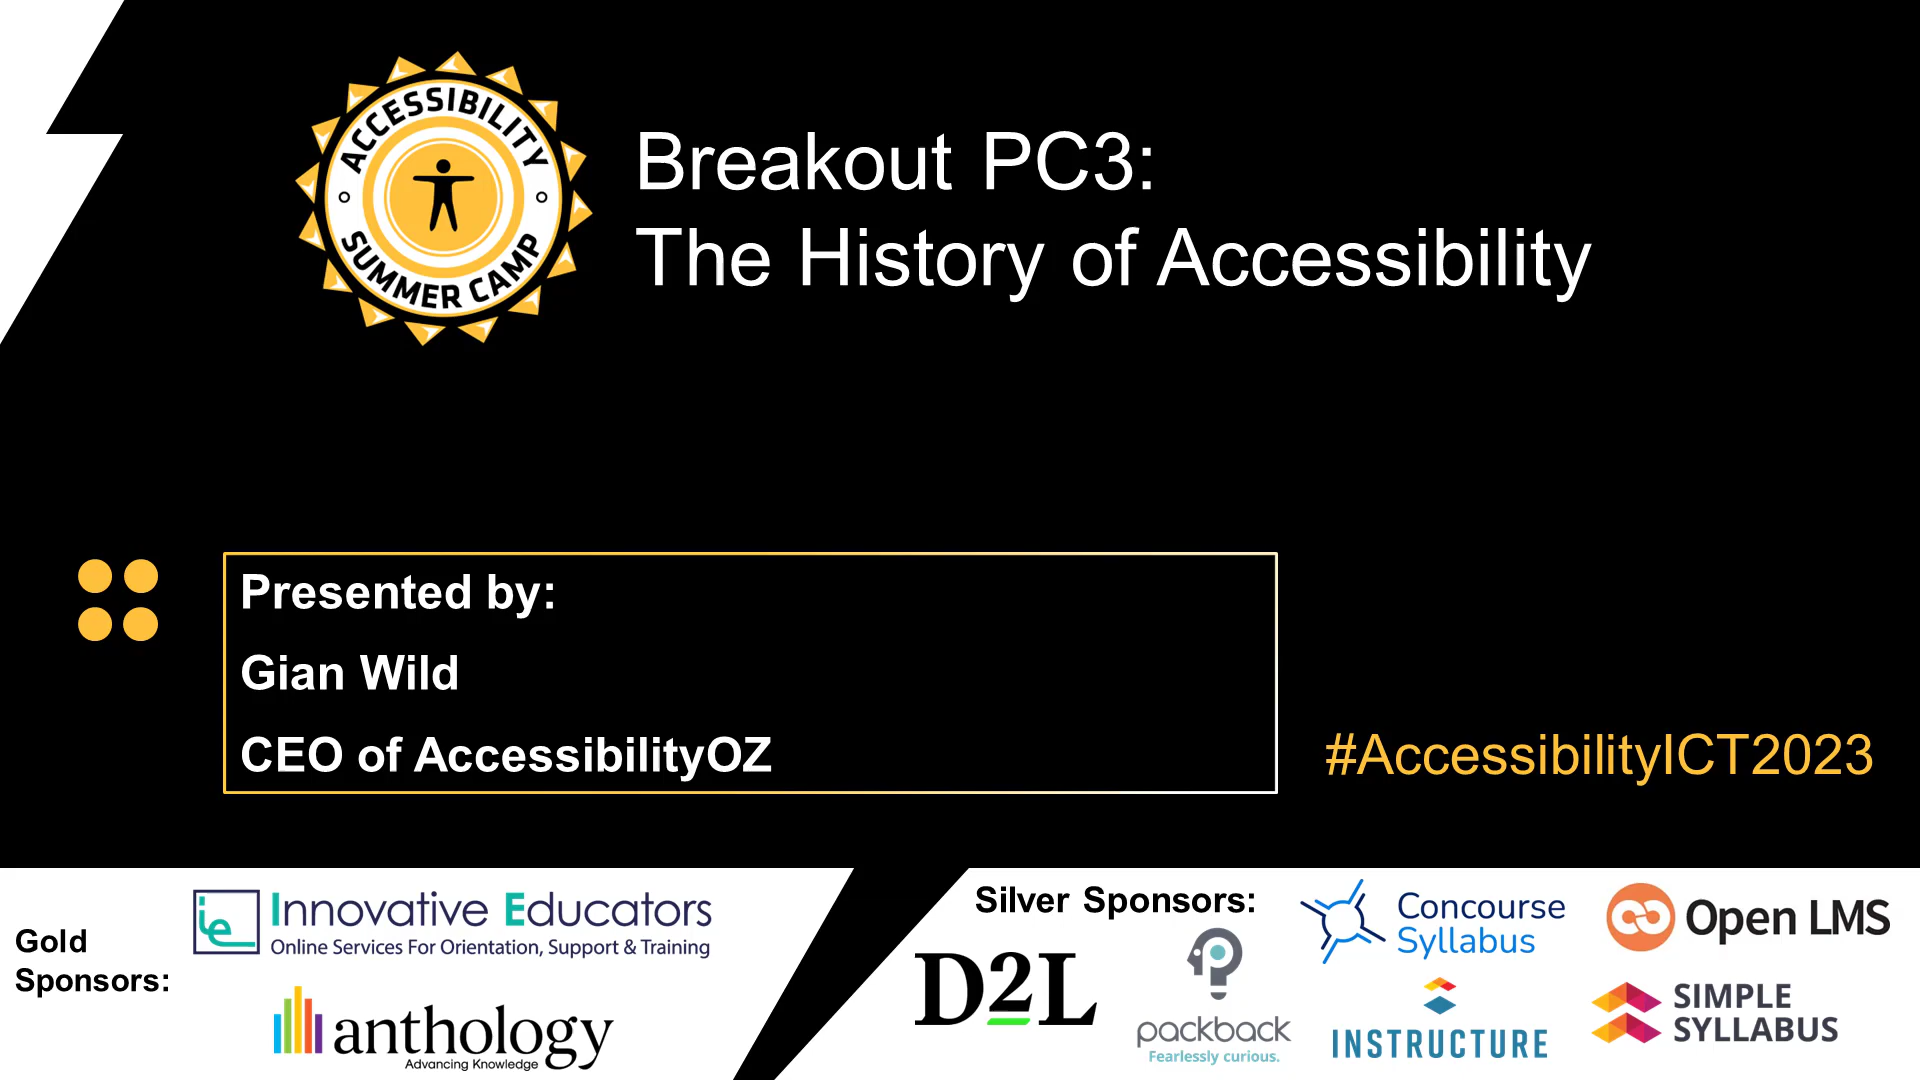 ACCESSIBILITY
SUMMER CAMP
Breakout PC3:
The History of Accessibility
Presented by:
Gian Wild
CEO of AccessibilityOZ
#AccessibilityICT2023
Gold
Sponsors:
ie
Innovative Educators
Online Services For Orientation, Support & Training
anthology
Advancing Knowledge
Silver Sponsors:
D2L
packback
Fearlessly curious.
Concourse
Syllabus
Open LMS
INSTRUCTURE
SIMPLE
SYLLABUS